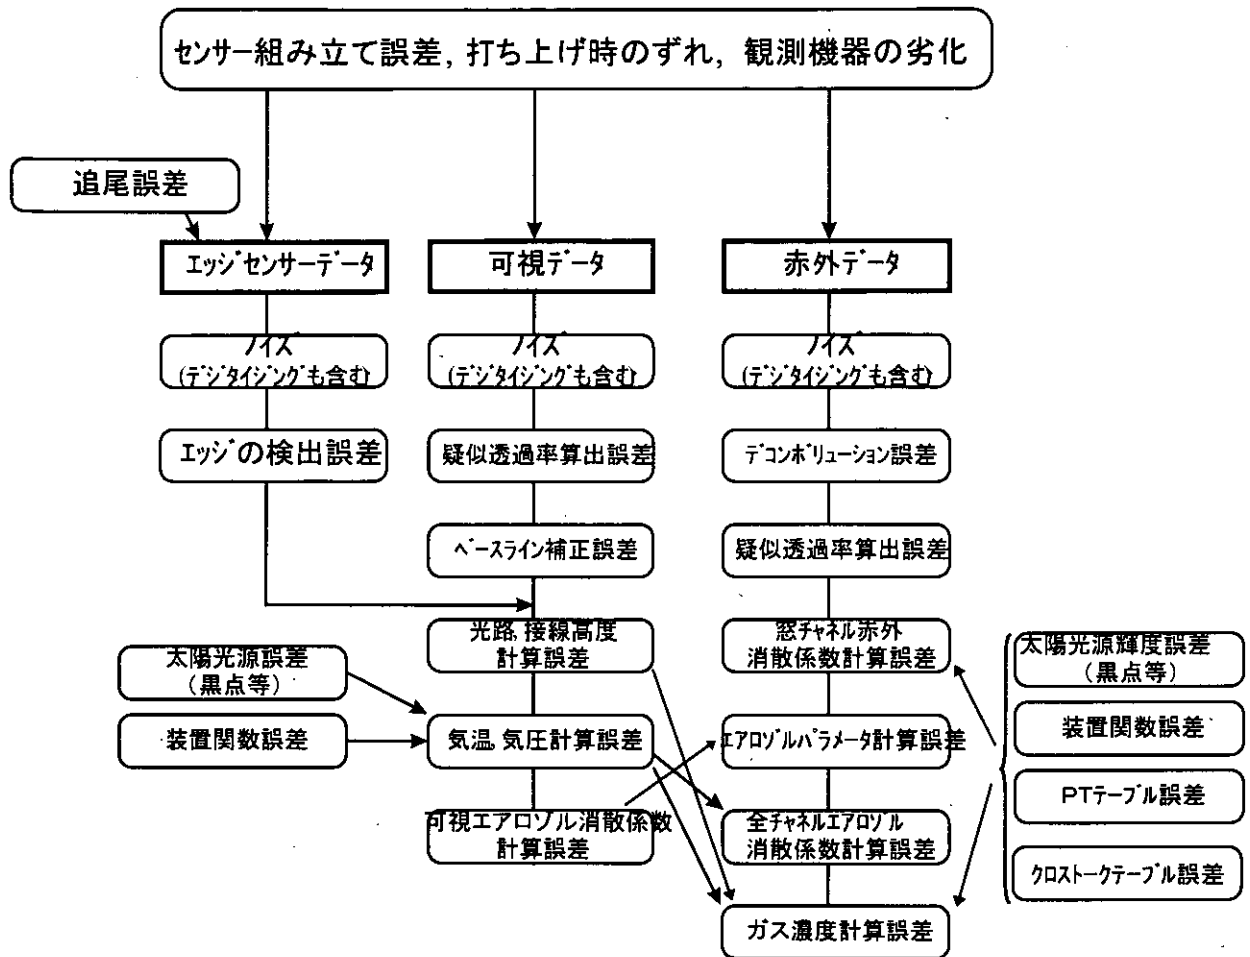 センサー組み立て誤差, 打ち上げ時のずれ, 観測機器の劣化
追尾誤差
エッジセンサーデータ
可視データ
赤外データ
ノイズ
(デジタイジングも含む)
ノイズ
(デジタイジングも含む)
ノイズ
(デジタイジングも含む)
エッジの検出誤差
疑似透過率算出誤差
デコンボリューション誤差
ベースライン補正誤差
疑似透過率算出誤差
光路, 接線高度
計算誤差
窓チャネル赤外
消散係数計算誤差
太陽光源誤差
(黒点等)
太陽光源輝度誤差
(黒点等)
装置関数誤差
気温, 気圧計算誤差
エアロゾルパラメータ計算誤差
装置関数誤差
PTテーブル誤差
可視エアロゾル消散係数
計算誤差
全チャネルエアロゾル
消散係数計算誤差
クロストークテーブル誤差
ガス濃度計算誤差